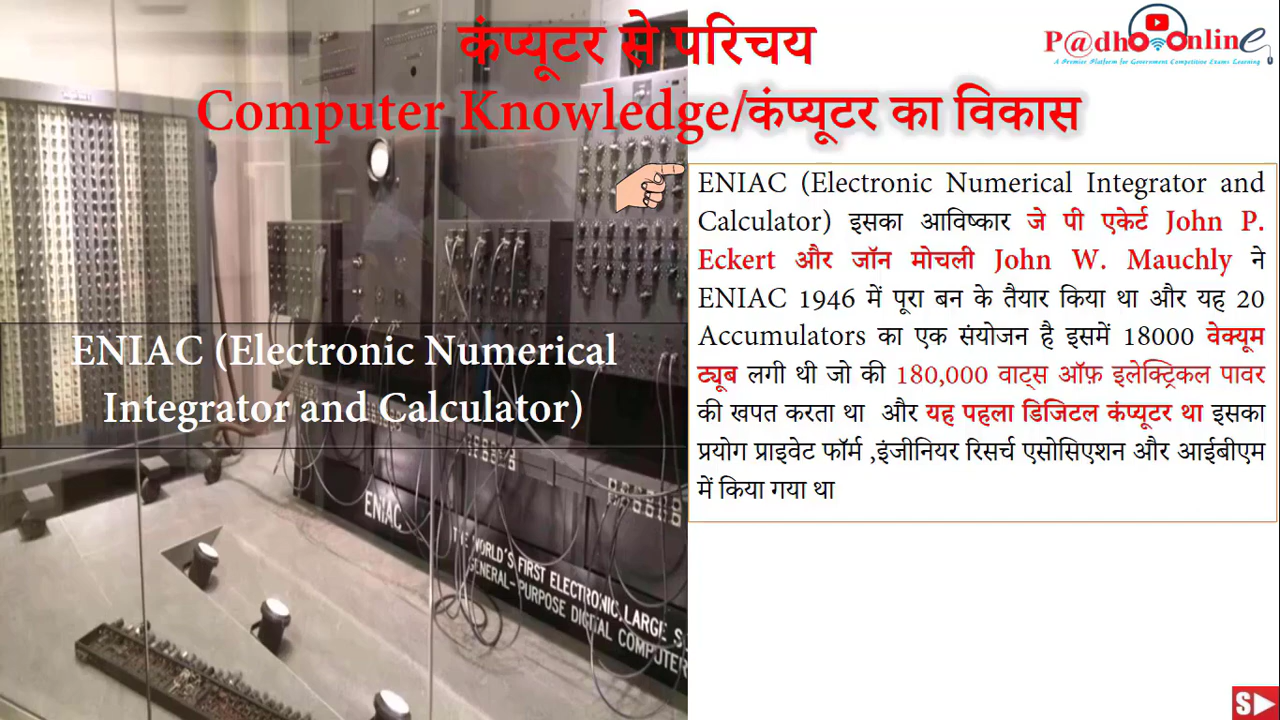 कंप्यूटर से परिचय
Computer Knowledge/कंप्यूटर का विकास
P@dhOOnlinE
A Premier Platform for Government Competitive Exams Learning
ENIAC (Electronic Numerical Integrator and
Calculator) इसका आविष्कार जे पी एकेर्ट John P.
Eckert और जॉन मोचली John W. Mauchly ने
ENIAC 1946 में पूरा बन के तैयार किया था और यह 20
Accumulators का एक संयोजन है इसमें 18000 वेक्यूम
ट्यूब लगी थी जो की 180,000 वाट्स ऑफ़ इलेक्ट्रिकल पावर
की खपत करता था और यह पहला डिजिटल कंप्यूटर था इसका
प्रयोग प्राइवेट फॉर्म ,इंजीनियर रिसर्च एसोसिएशन और आईबीएम
में किया गया था
ENIAC (Electronic Numerical
Integrator and Calculator)
ENIAC
THE WORLD'S FIRST ELECTRONIC, LARGE S
GENERAL-PURPOSE DIGITAL COMPUTER
S